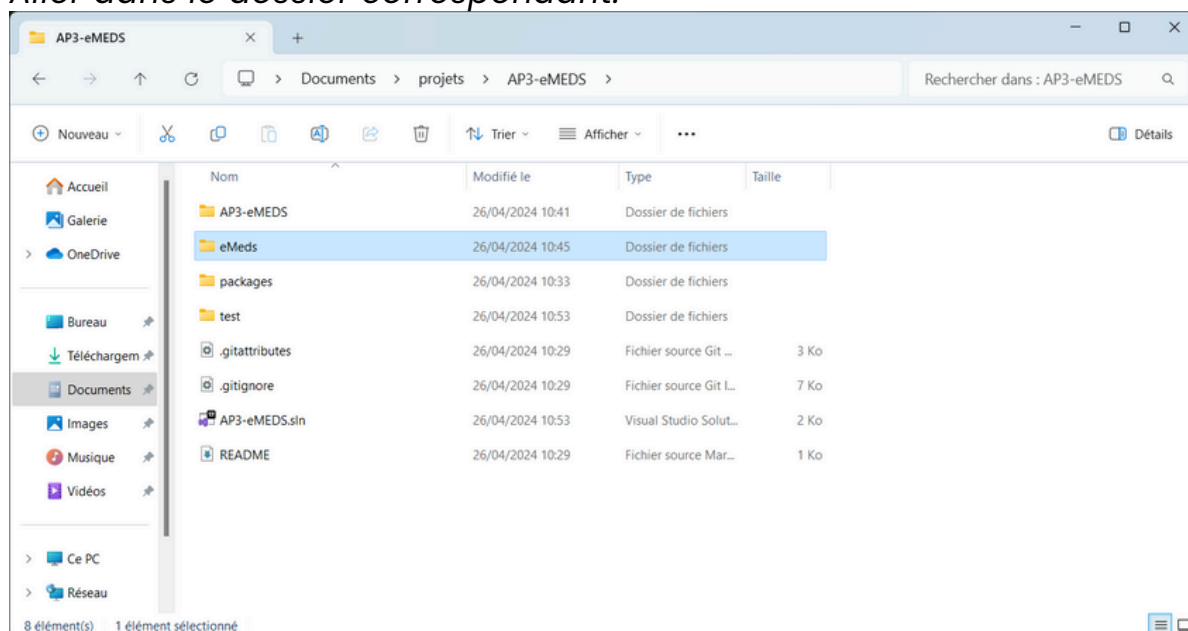 Aller dans le dossier correspondant.
AP3-eMEDS
Documents > projets > AP3-eMEDS >
Rechercher dans : AP3-eMEDS
Nouveau
Trier
Afficher
Détails
Accueil
Galerie
OneDrive
Bureau
Téléchargem
Documents
Images
Musique
Vidéos
Ce PC
Réseau
Nom Modifié le Type Taille
AP3-eMEDS 26/04/2024 10:41 Dossier de fichiers
eMeds 26/04/2024 10:45 Dossier de fichiers
packages 26/04/2024 10:33 Dossier de fichiers
test 26/04/2024 10:53 Dossier de fichiers
.gitattributes 26/04/2024 10:29 Fichier source Git ... 3 Ko
.gitignore 26/04/2024 10:29 Fichier source Git I... 7 Ko
AP3-eMEDS.sln 26/04/2024 10:53 Visual Studio Solut... 2 Ko
README 26/04/2024 10:29 Fichier source Mar... 1 Ko
8 élément(s) 1 élément sélectionné